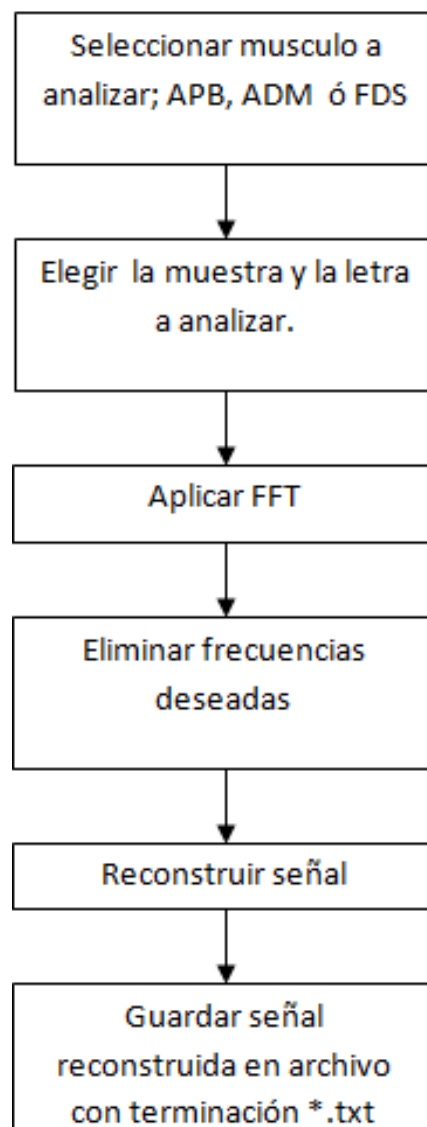 Seleccionar musculo a
analizar; APB, ADM ó FDS
Elegir la muestra y la letra
a analizar.
Aplicar FFT
Eliminar frecuencias
deseadas
Reconstruir señal
Guardar señal
reconstruida en archivo
con terminación *.txt